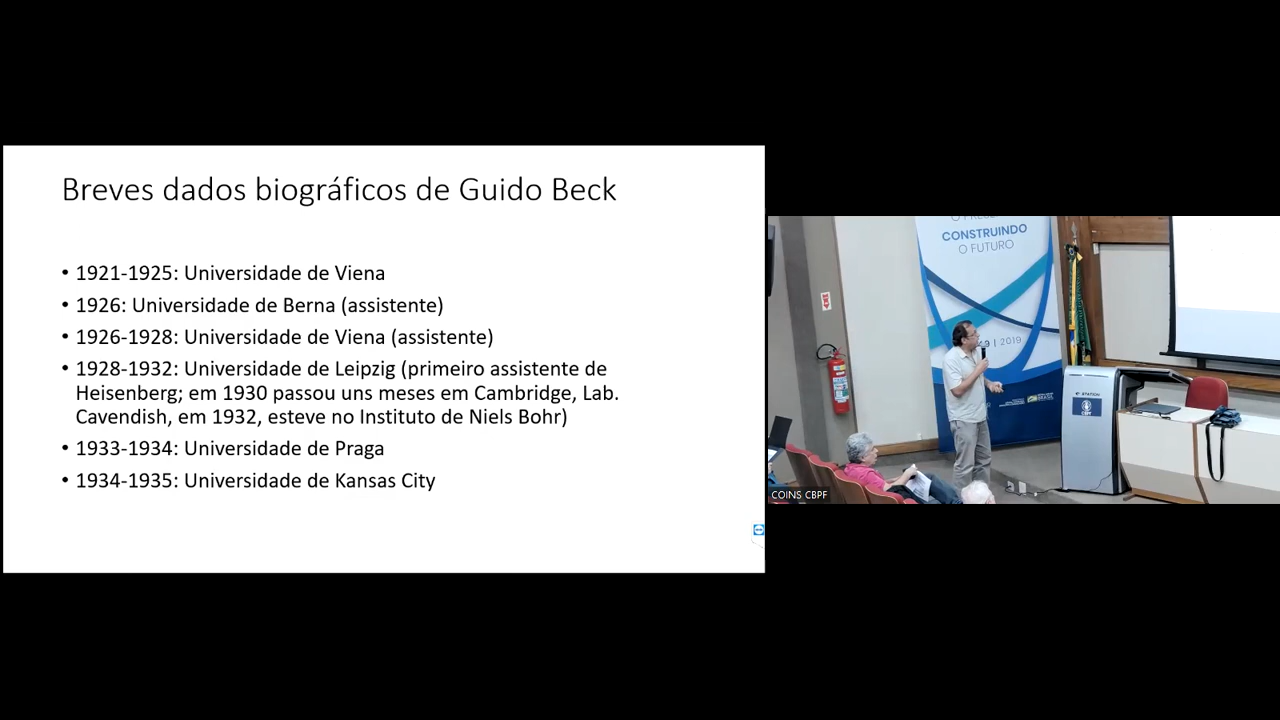 Breves dados biográficos de Guido Beck
• 1921-1925: Universidade de Viena
• 1926: Universidade de Berna (assistente)
• 1926-1928: Universidade de Viena (assistente)
• 1928-1932: Universidade de Leipzig (primeiro assistente de
Heisenberg; em 1930 passou uns meses em Cambridge, Lab.
Cavendish, em 1932, esteve no Instituto de Niels Bohr)
• 1933-1934: Universidade de Praga
• 1934-1935: Universidade de Kansas City
CONSTRUINDO
O FUTURO
| 2019
BRASIL
CBPF
COINS CBPF